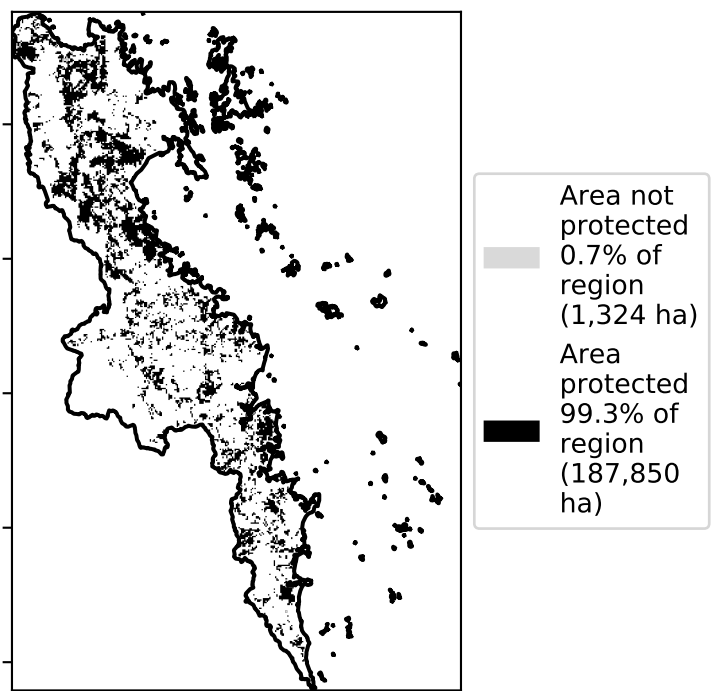 Area not
protected
0.7% of
region
(1,324 ha)
Area
protected
99.3% of
region
(187,850
ha)